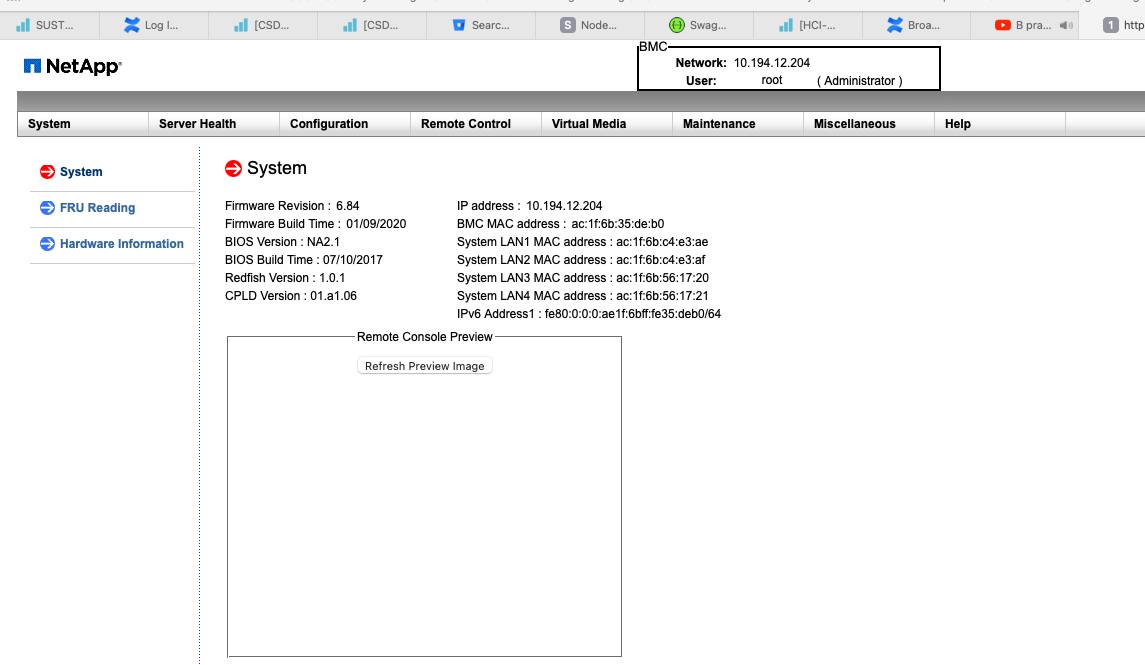 SUST...
Log I...
[CSD...
[CSD...
Searc...
S Node...
Swag...
[HCI-...
Broa...
B pra...
1 http
NetApp
BMC
Network: 10.194.12.204
User: root ( Administrator )
System Server Health Configuration Remote Control Virtual Media Maintenance Miscellaneous Help
System
FRU Reading
Hardware Information
System
Firmware Revision : 6.84
Firmware Build Time : 01/09/2020
BIOS Version : NA2.1
BIOS Build Time : 07/10/2017
Redfish Version : 1.0.1
CPLD Version : 01.a1.06
IP address : 10.194.12.204
BMC MAC address : ac:1f:6b:35:de:b0
System LAN1 MAC address : ac:1f:6b:c4:e3:ae
System LAN2 MAC address : ac:1f:6b:c4:e3:af
System LAN3 MAC address : ac:1f:6b:56:17:20
System LAN4 MAC address : ac:1f:6b:56:17:21
IPv6 Address1 : fe80:0:0:0:ae1f:6bff:fe35:deb0/64
Remote Console Preview
Refresh Preview Image